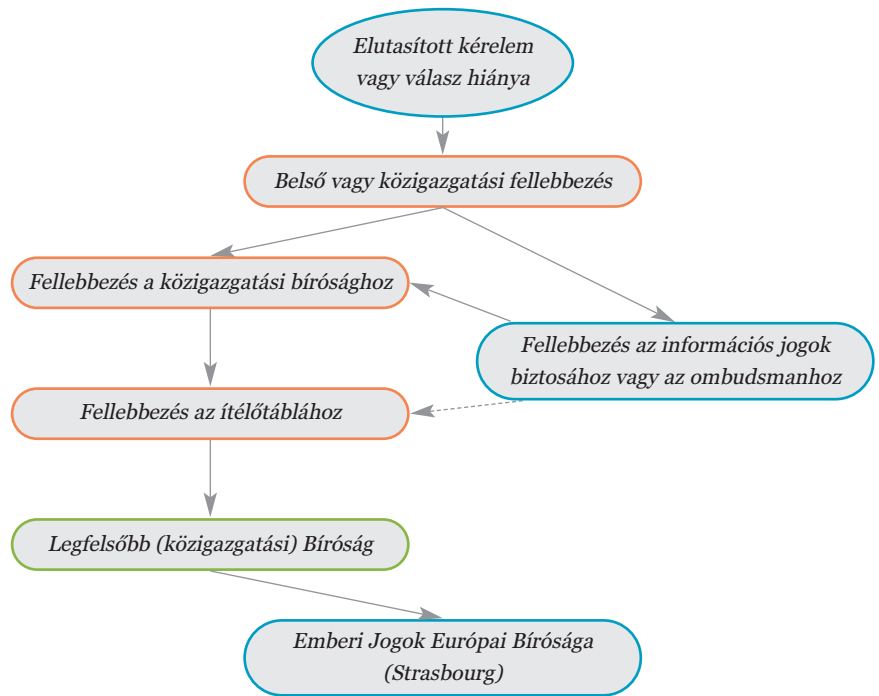 Elutasított kérelem
vagy válasz hiánya
Belső vagy közigazgatási fellebbezés
Fellebbezés a közigazgatási bírósághoz
Fellebbezés az információs jogok
biztosához vagy az ombudsmanhoz
Fellebbezés az ítélőtáblához
Legfelsőbb (közigazgatási) Bíróság
Emberi Jogok Európai Bírósága
(Strasbourg)